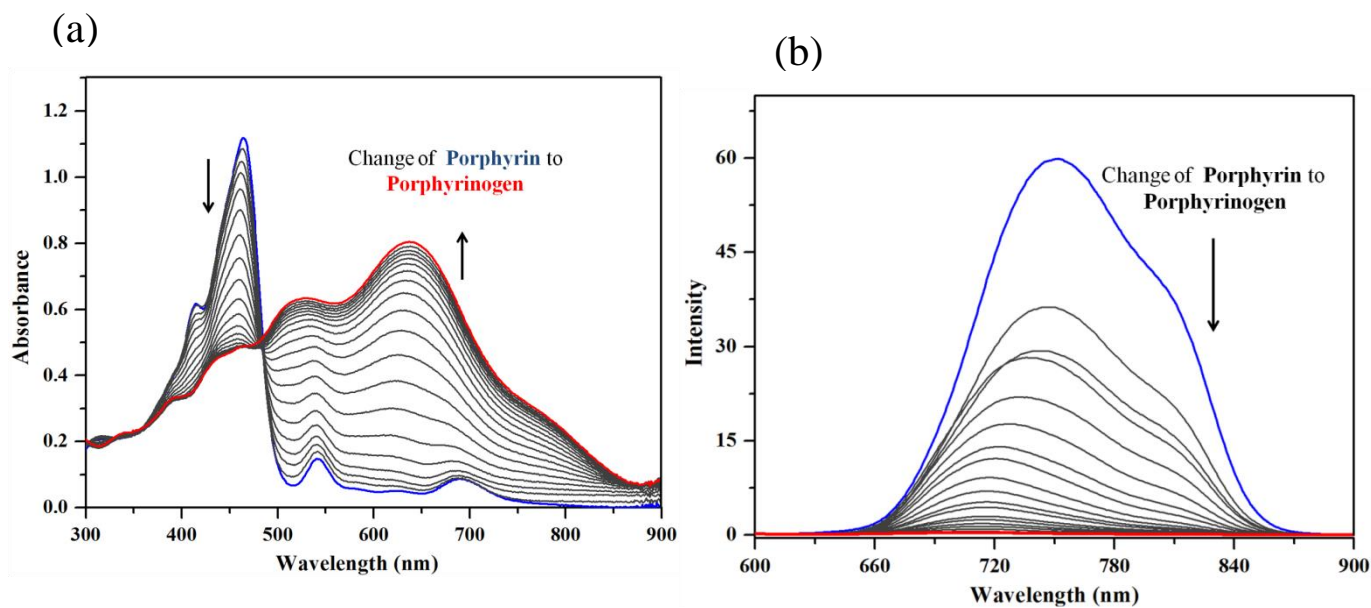 (a)
1.2
1.0
0.8
0.6
0.4
0.2
0.0
Absorbance
Change of Porphyrin to
Porphyrinogen
300 400 500 600 700 800 900
Wavelength (nm)
(b)
60
45
30
15
0
Intensity
Change of Porphyrin to
Porphyrinogen
600 660 720 780 840 900
Wavelength (nm)